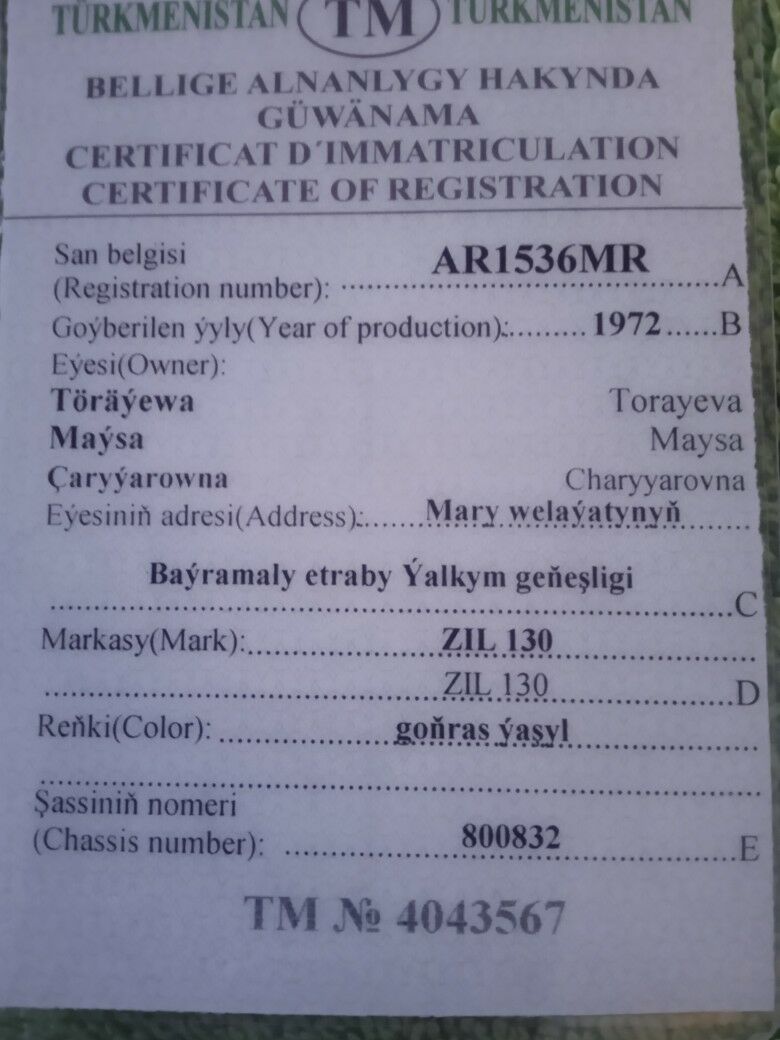 TÜRKMENISTAN TM TÜRKMENISTAN
BELLIGE ALNANLYGY HAKYNDA
GÜWÄNAMA
CERTIFICAT D´IMMATRICULATION
CERTIFICATE OF REGISTRATION
San belgisi
(Registration number): AR1536MR A
Goýberilen ýyly(Year of production):......... 1972......B
Eýesi(Owner):
Töräýewa Torayeva
Maýsa Maysa
Çaryýarowna Charyyarovna
Eýesiniň adresi(Address):...... Mary welaýatynyň
Baýramaly etraby Ýalkym geňeşligi
C
Markasy(Mark): ZIL 130
ZIL 130 D
Reňki(Color): goňras ýaşyl
Şassiniň nomeri
(Chassis number): 800832 E
TM № 4043567